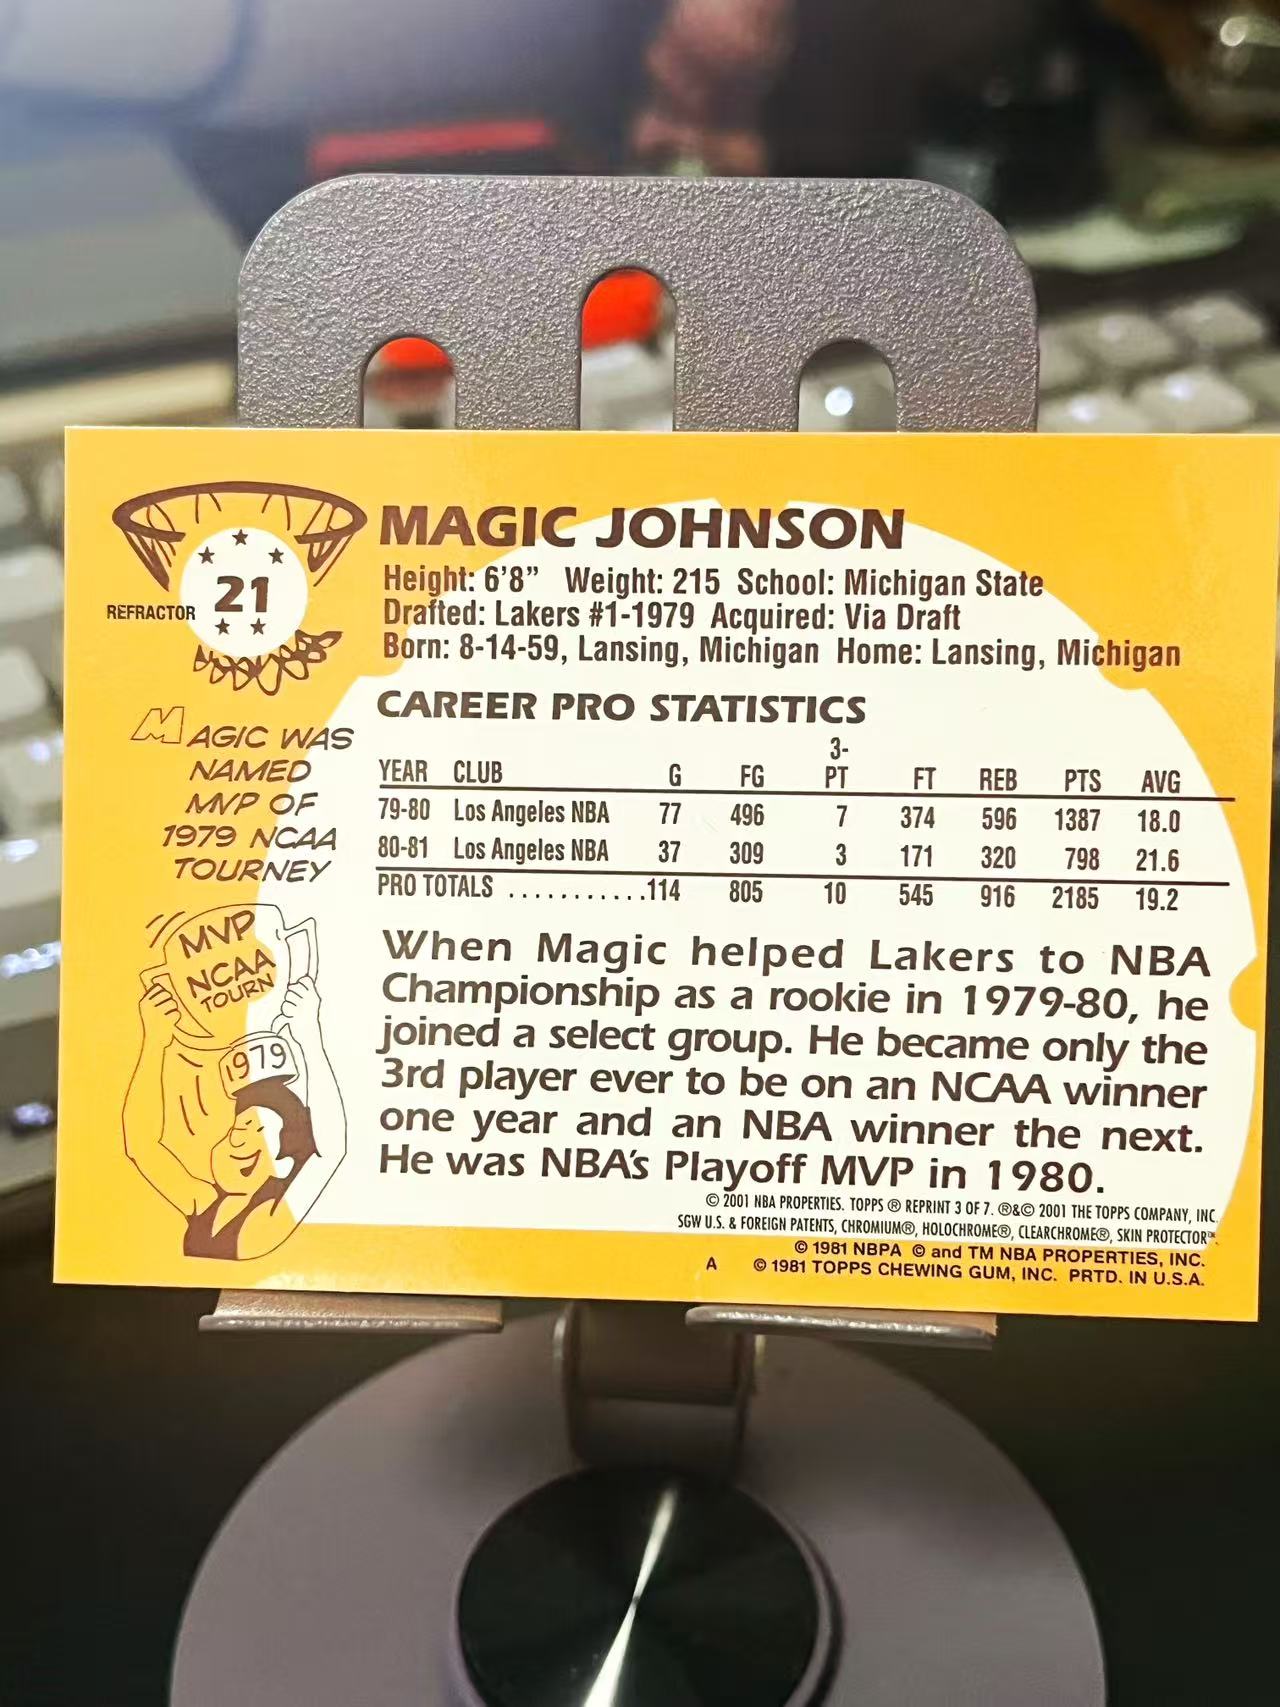 21
REFRACTOR
MAGIC WAS
NAMED
MVP OF
1979 NCAA
TOURNEY
MVP
NCAA
TOURN
1979
MAGIC JOHNSON
Height: 6'8” Weight: 215 School: Michigan State
Drafted: Lakers #1-1979 Acquired: Via Draft
Born: 8-14-59, Lansing, Michigan Home: Lansing, Michigan
CAREER PRO STATISTICS
YEAR CLUB G FG 3-PT FT REB PTS AVG
79-80 Los Angeles NBA 77 496 7 374 596 1387 18.0
80-81 Los Angeles NBA 37 309 3 171 320 798 21.6
PRO TOTALS ...........114 805 10 545 916 2185 19.2
When Magic helped Lakers to NBA
Championship as a rookie in 1979-80, he
joined a select group. He became only the
3rd player ever to be on an NCAA winner
one year and an NBA winner the next.
He was NBA's Playoff MVP in 1980.
© 2001 NBA PROPERTIES. TOPPS ® REPRINT 3 OF 7. ®&© 2001 THE TOPPS COMPANY, INC.
SGW U.S. & FOREIGN PATENTS, CHROMIUM®, HOLOCHROME®, CLEARCHROME®, SKIN PROTECTOR™.
© 1981 NBPA © and TM NBA PROPERTIES, INC.
A © 1981 TOPPS CHEWING GUM, INC. PRTD. IN U.S.A.